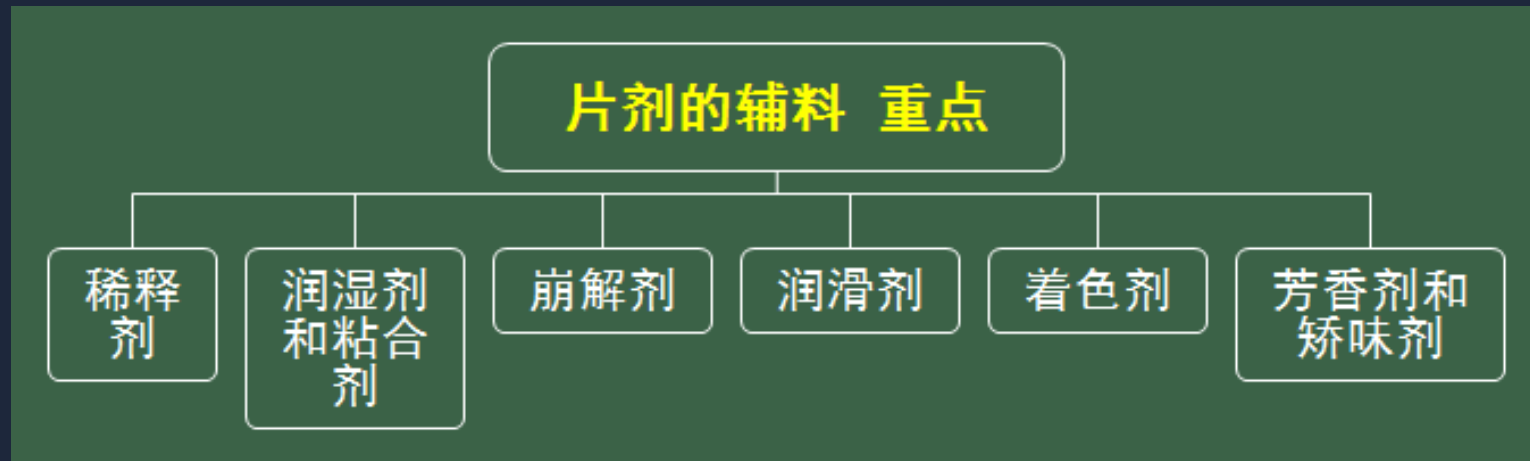 片剂的辅料 重点
稀释
剂
润湿剂
和粘合
剂
崩解剂
润滑剂
着色剂
芳香剂和
矫味剂